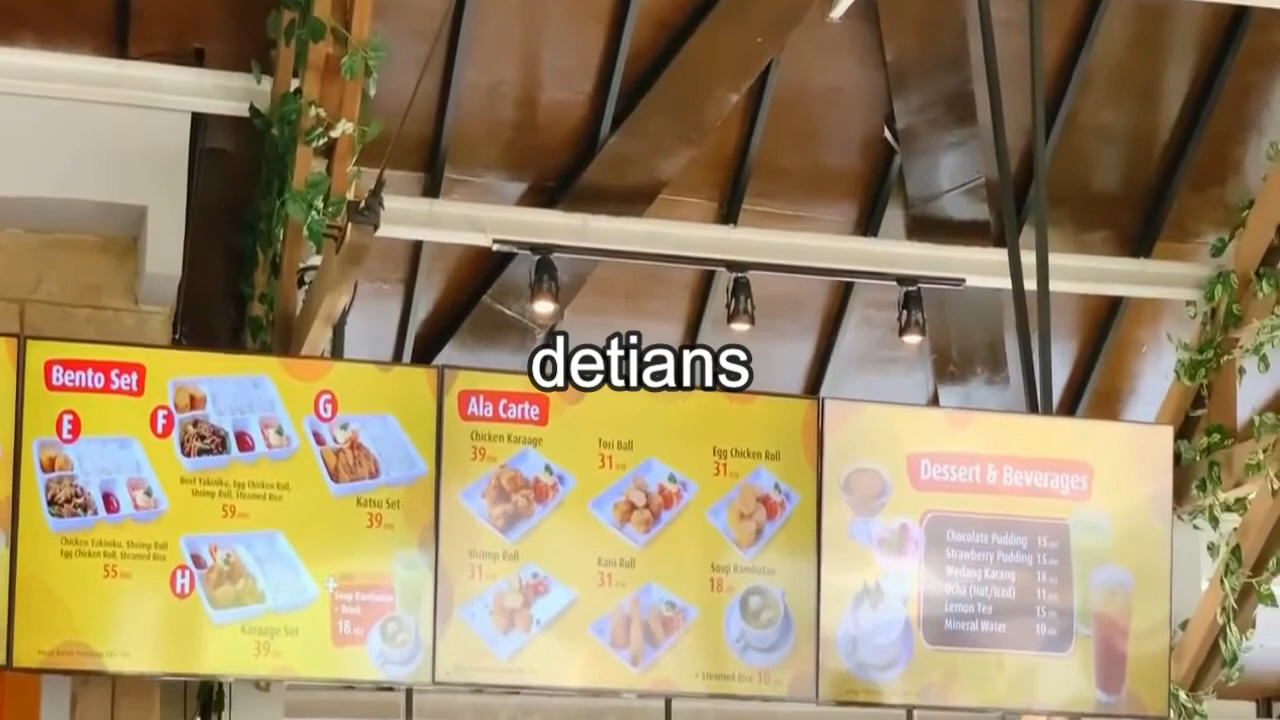 detians
Bento Set
E
F
G
Beef Yakiniku, Egg Chicken Roll,
Shrimp Roll, Steamed Rice
59
Katsu Set
39
Chicken Yakiniku, Shrimp Roll
Egg Chicken Roll, Steamed Rice
55
H
Karaage Set
39
+
Soup Rambutan
+ Drink
18
Ala Carte
Chicken Karaage
39
Tori Ball
31
Egg Chicken Roll
31
Shrimp Roll
31
Kani Roll
31
Soup Rambutan
18
+ Steamed Rice 10
Dessert & Beverages
Chocolate Pudding 15
Strawberry Pudding 15
Wedang Karang 18
Ocha (Hot/Iced) 11
Lemon Tea 15
Mineral Water 10